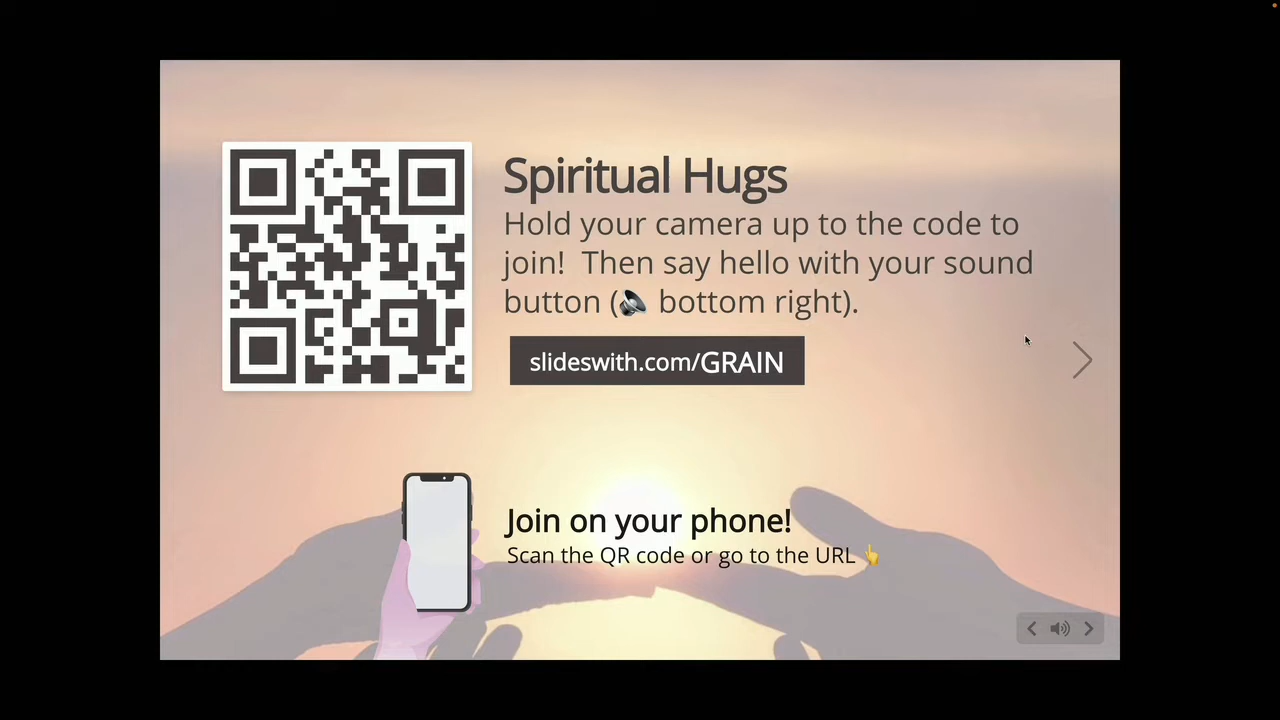 Spiritual Hugs
Hold your camera up to the code to
join! Then say hello with your sound
button (🔈 bottom right).
slideswith.com/GRAIN
Join on your phone!
Scan the QR code or go to the URL 👆